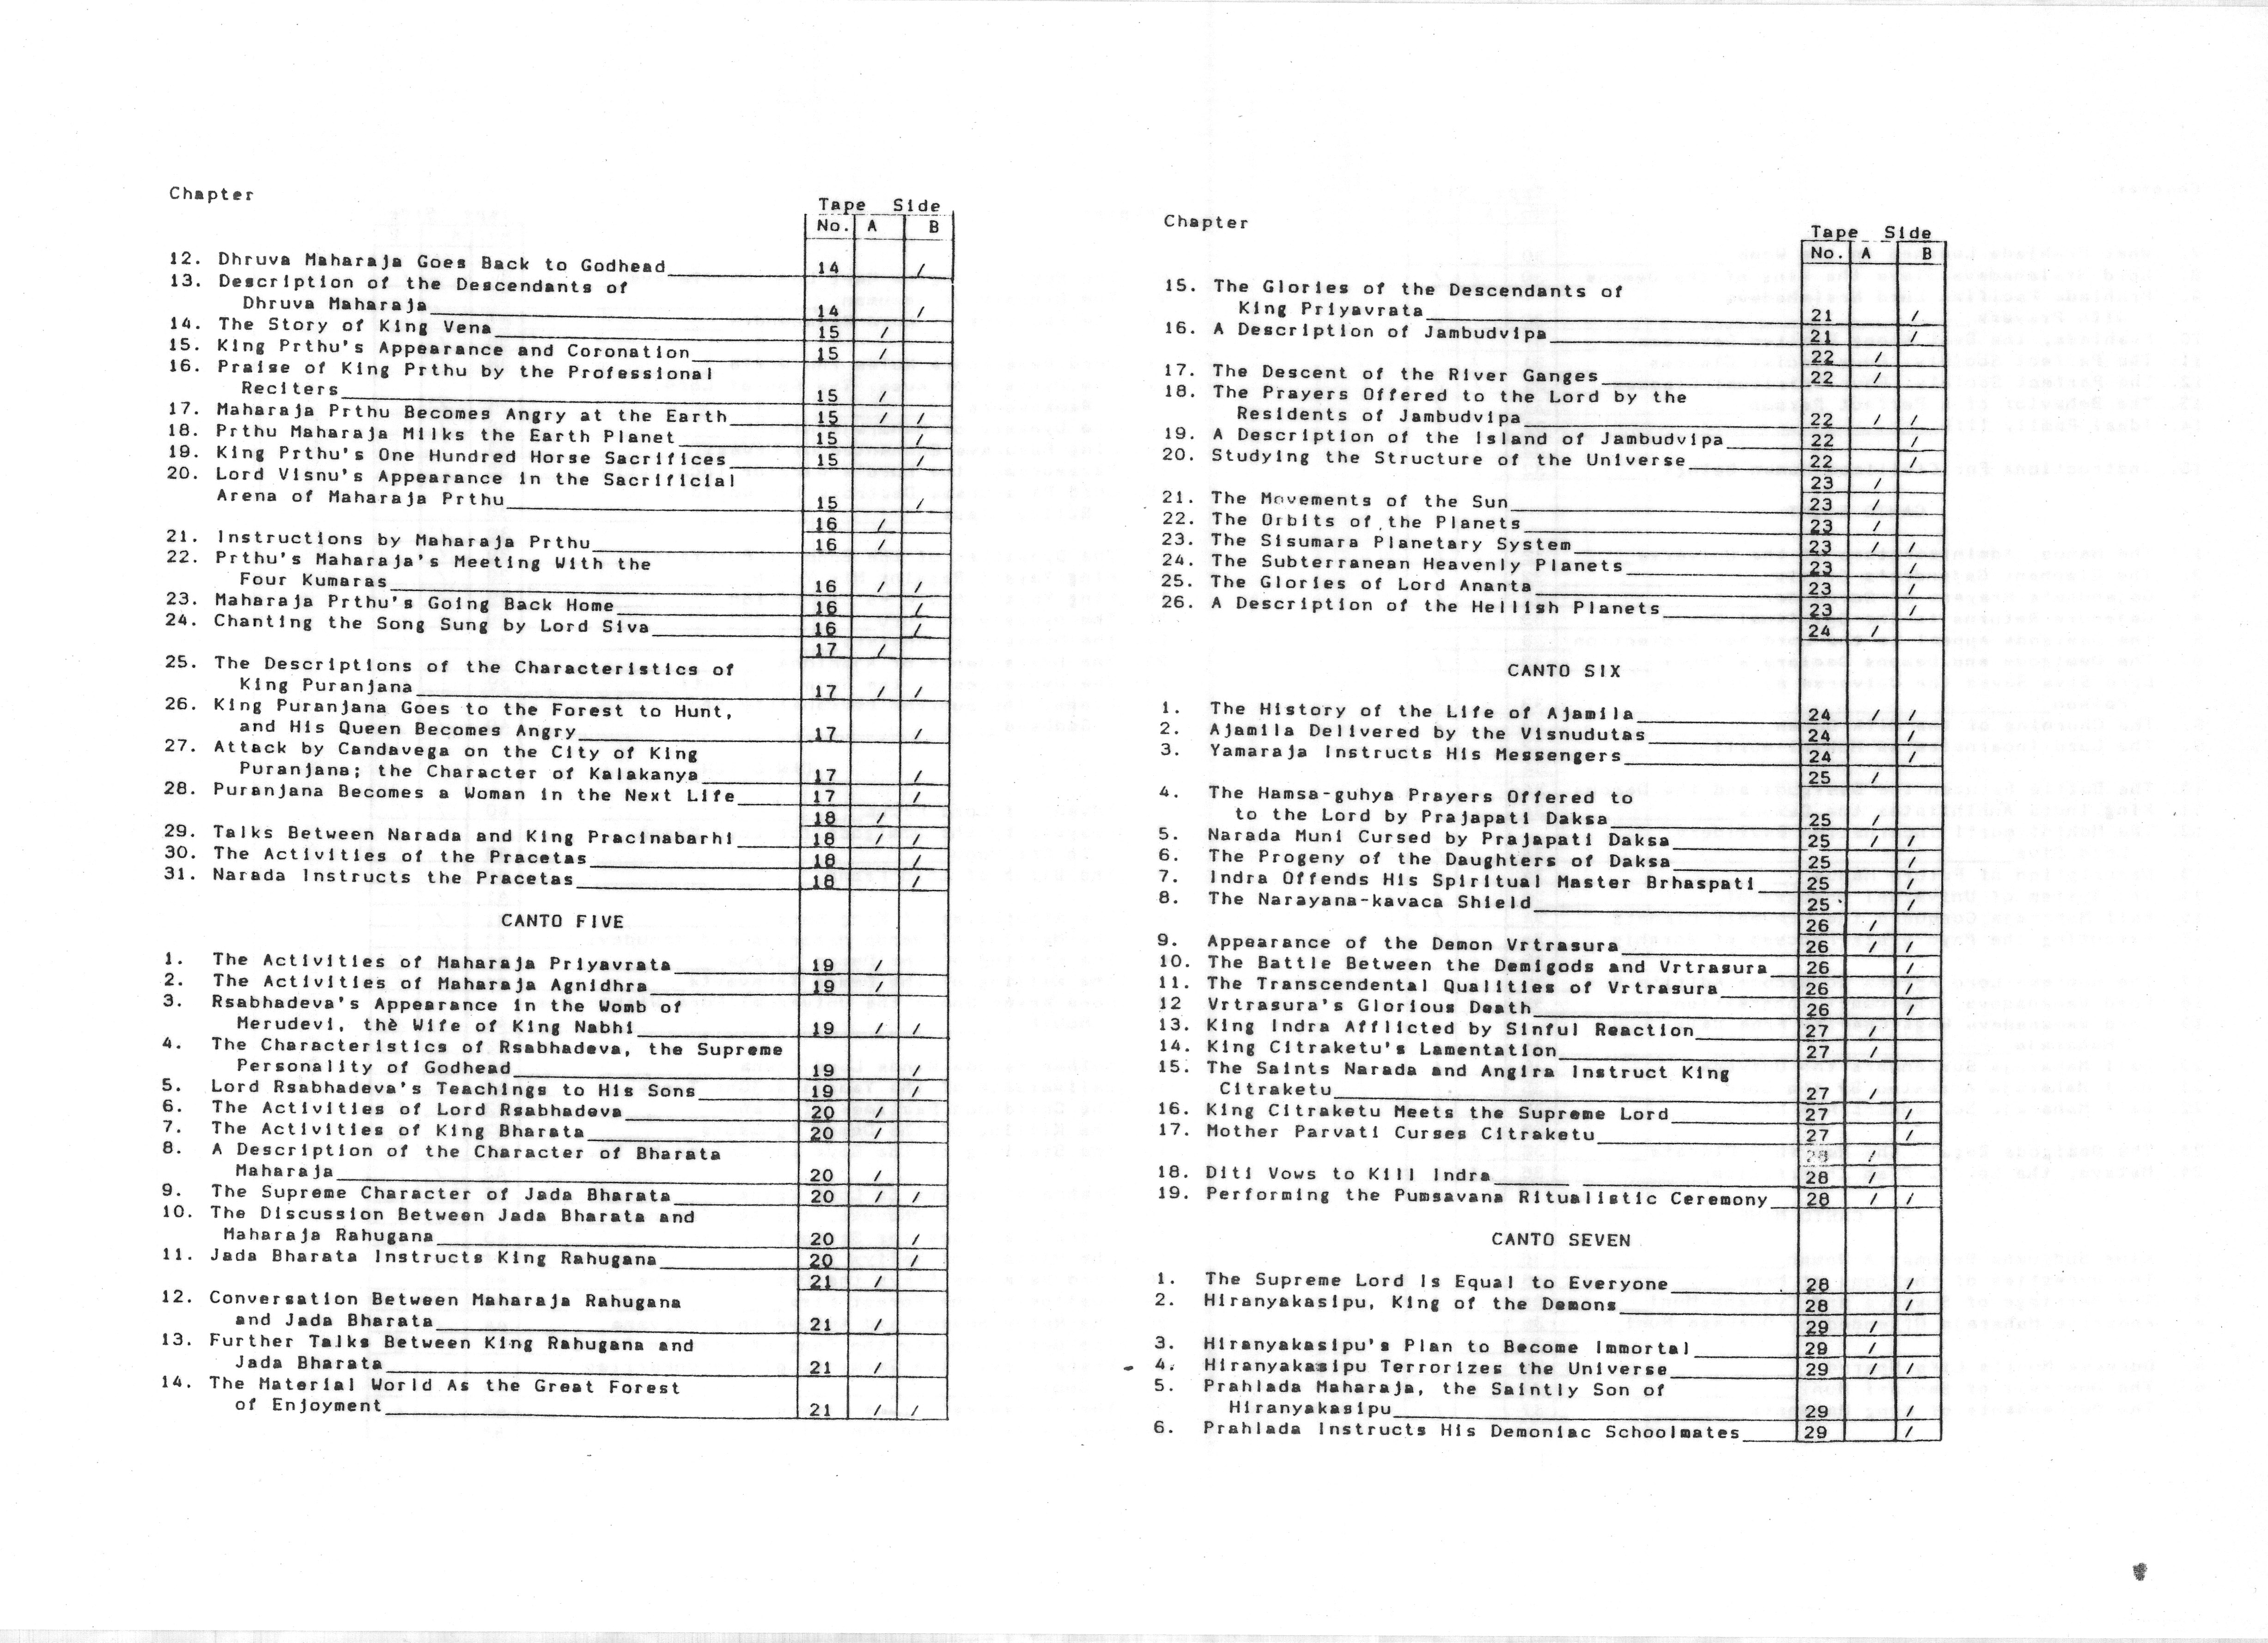 Chapter
Tape Side
No. A B
12. Dhruva Maharaja Goes Back to Godhead 14 /
13. Description of the Descendants of
Dhruva Maharaja 14 /
14. The Story of King Vena 15 /
15. King Prthu's Appearance and Coronation 15 /
16. Praise of King Prthu by the Professional
Reciters 15 /
17. Maharaja Prthu Becomes Angry at the Earth 15 / /
18. Prthu Maharaja Milks the Earth Planet 15 /
19. King Prthu's One Hundred Horse Sacrifices 15 /
20. Lord Visnu's Appearance in the Sacrificial
Arena of Maharaja Prthu 15 /
16 /
21. Instructions by Maharaja Prthu 16 /
22. Prthu's Maharaja's Meeting With the
Four Kumaras 16 / /
23. Maharaja Prthu's Going Back Home 16 /
24. Chanting the Song Sung by Lord Siva 16 /
17 /
25. The Descriptions of the Characteristics of
King Puranjana 17 / /
26. King Puranjana Goes to the Forest to Hunt,
and His Queen Becomes Angry 17 /
27. Attack by Candavega on the City of King
Puranjana; the Character of Kalakanya 17 /
28. Puranjana Becomes a Woman in the Next Life 17 /
18 /
29. Talks Between Narada and King Pracinabarhi 18 / /
30. The Activities of the Pracetas 18 /
31. Narada Instructs the Pracetas 18 /
CANTO FIVE
1. The Activities of Maharaja Priyavrata 19 /
2. The Activities of Maharaja Agnidhra 19 /
3. Rsabhadeva's Appearance in the Womb of
Merudevi, the Wife of King Nabhi 19 / /
4. The Characteristics of Rsabhadeva, the Supreme
Personality of Godhead 19 /
5. Lord Rsabhadeva's Teachings to His Sons 19 /
6. The Activities of Lord Rsabhadeva 20 /
7. The Activities of King Bharata 20 /
8. A Description of the Character of Bharata
Maharaja 20 /
9. The Supreme Character of Jada Bharata 20 / /
10. The Discussion Between Jada Bharata and
Maharaja Rahugana 20 /
11. Jada Bharata Instructs King Rahugana 20 /
21 /
12. Conversation Between Maharaja Rahugana
and Jada Bharata 21 /
13. Further Talks Between King Rahugana and
Jada Bharata 21 /
14. The Material World As the Great Forest
of Enjoyment 21 / /
Chapter
Tape Side
No. A B
15. The Glories of the Descendants of
King Priyavrata 21 /
16. A Description of Jambudvipa 21 /
22 /
17. The Descent of the River Ganges 22 /
18. The Prayers Offered to the Lord by the
Residents of Jambudvipa 22 / /
19. A Description of the Island of Jambudvipa 22 /
20. Studying the Structure of the Universe 22 /
23 /
21. The Movements of the Sun 23 /
22. The Orbits of the Planets 23 /
23. The Sisumara Planetary System 23 / /
24. The Subterranean Heavenly Planets 23 /
25. The Glories of Lord Ananta 23 /
26. A Description of the Hellish Planets 23 /
24 /
CANTO SIX
1. The History of the Life of Ajamila 24 / /
2. Ajamila Delivered by the Visnudutas 24 /
3. Yamaraja Instructs His Messengers 24 /
25 /
4. The Hamsa-guhya Prayers Offered to
to the Lord by Prajapati Daksa 25 /
5. Narada Muni Cursed by Prajapati Daksa 25 / /
6. The Progeny of the Daughters of Daksa 25 /
7. Indra Offends His Spiritual Master Brhaspati 25 /
8. The Narayana-kavaca Shield 25 /
26 /
9. Appearance of the Demon Vrtrasura 26 / /
10. The Battle Between the Demigods and Vrtrasura 26 /
11. The Transcendental Qualities of Vrtrasura 26 /
12 Vrtrasura's Glorious Death 26 /
13. King Indra Afflicted by Sinful Reaction 27 /
14. King Citraketu's Lamentation 27 /
15. The Saints Narada and Angira Instruct King
Citraketu 27 /
16. King Citraketu Meets the Supreme Lord 27 /
17. Mother Parvati Curses Citraketu 27 /
28 /
18. Diti Vows to Kill Indra 28 /
19. Performing the Pumsavana Ritualistic Ceremony 28 / /
CANTO SEVEN
1. The Supreme Lord Is Equal to Everyone 28 /
2. Hiranyakasipu, King of the Demons 28 /
29 /
3. Hiranyakasipu's Plan to Become Immortal 29 /
4. Hiranyakasipu Terrorizes the Universe 29 / /
5. Prahlada Maharaja, the Saintly Son of
Hiranyakasipu 29 /
6. Prahlada Instructs His Demoniac Schoolmates 29 /